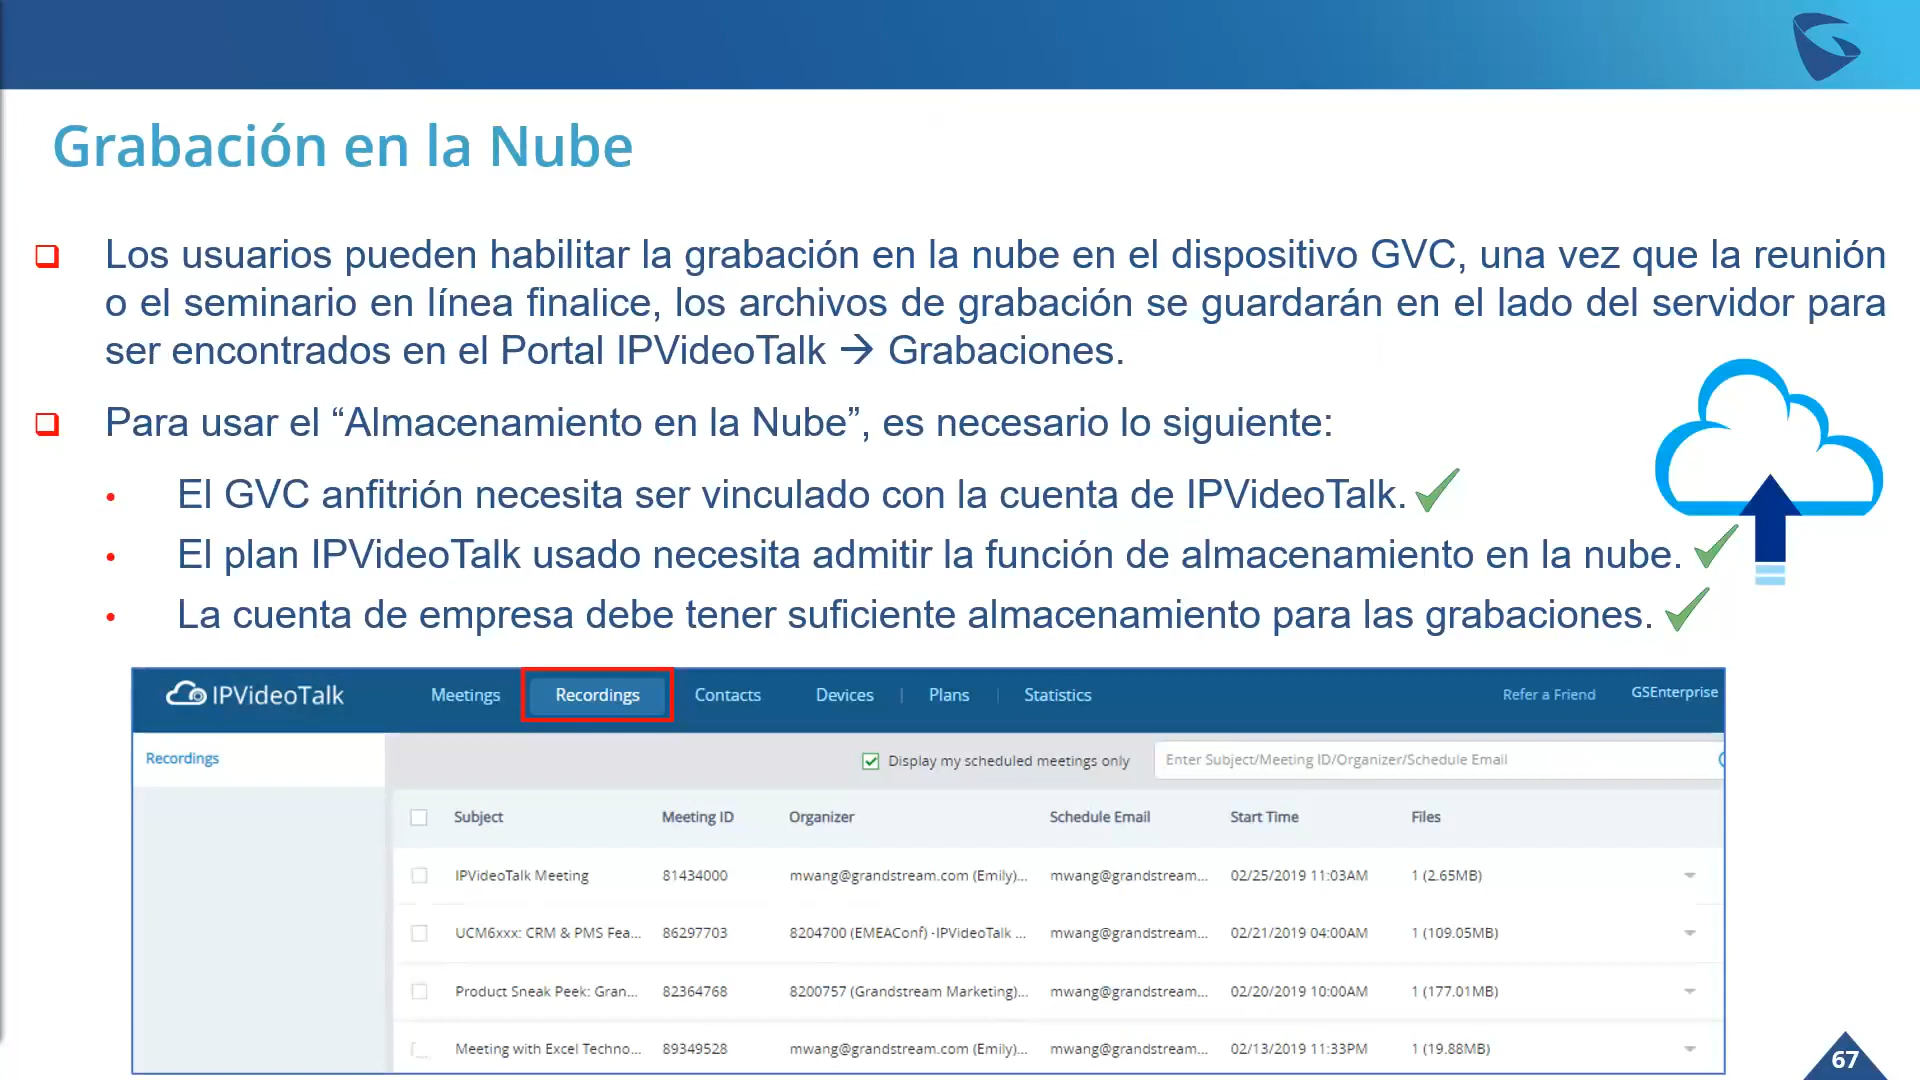 Grabación en la Nube
Los usuarios pueden habilitar la grabación en la nube en el dispositivo GVC, una vez que la reunión
o el seminario en línea finalice, los archivos de grabación se guardarán en el lado del servidor para
ser encontrados en el Portal IPVideoTalk → Grabaciones.
Para usar el “Almacenamiento en la Nube”, es necesario lo siguiente:
• El GVC anfitrión necesita ser vinculado con la cuenta de IPVideoTalk.
• El plan IPVideoTalk usado necesita admitir la función de almacenamiento en la nube.
• La cuenta de empresa debe tener suficiente almacenamiento para las grabaciones.
IPVideoTalk Meetings Recordings Contacts Devices | Plans | Statistics Refer a Friend GSEnterprise
Recordings Display my scheduled meetings only Enter Subject/Meeting ID/Organizer/Schedule Email
Subject Meeting ID Organizer Schedule Email Start Time Files
IPVideoTalk Meeting 81434000 mwang@grandstream.com (Emily)... mwang@grandstream... 02/25/2019 11:03AM 1 (2.65MB)
UCM6xxx: CRM & PMS Fea... 86297703 8204700 (EMEAConf) -IPVideoTalk ... mwang@grandstream... 02/21/2019 04:00AM 1 (109.05MB)
Product Sneak Peek: Gran... 82364768 8200757 (Grandstream Marketing)... mwang@grandstream... 02/20/2019 10:00AM 1 (177.01MB)
Meeting with Excel Techno... 89349528 mwang@grandstream.com (Emily)... mwang@grandstream... 02/13/2019 11:33PM 1 (19.88MB)
67